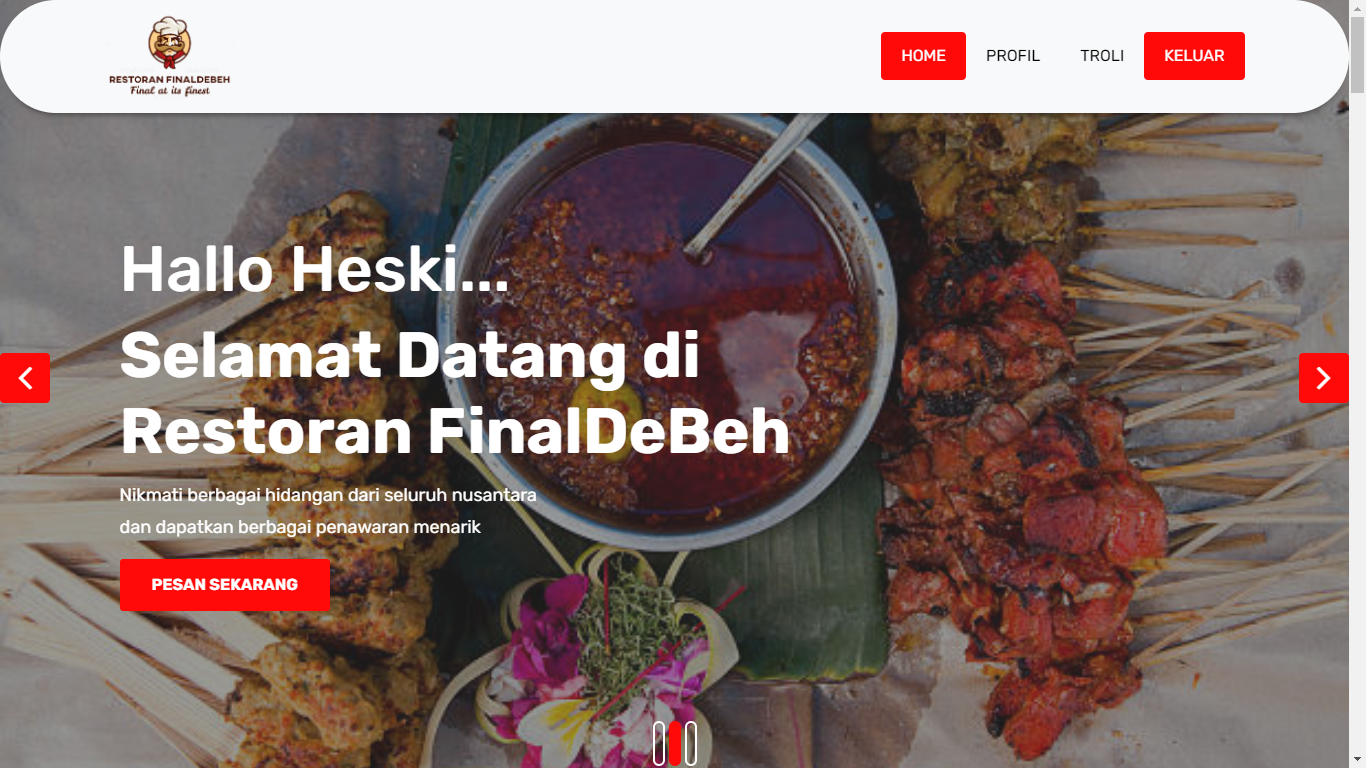 RESTORAN FINALDEBEH
Final at its finest
HOME
PROFIL
TROLI
KELUAR
Hallo Heski...
Selamat Datang di
Restoran FinalDeBeh
Nikmati berbagai hidangan dari seluruh nusantara
dan dapatkan berbagai penawaran menarik
PESAN SEKARANG